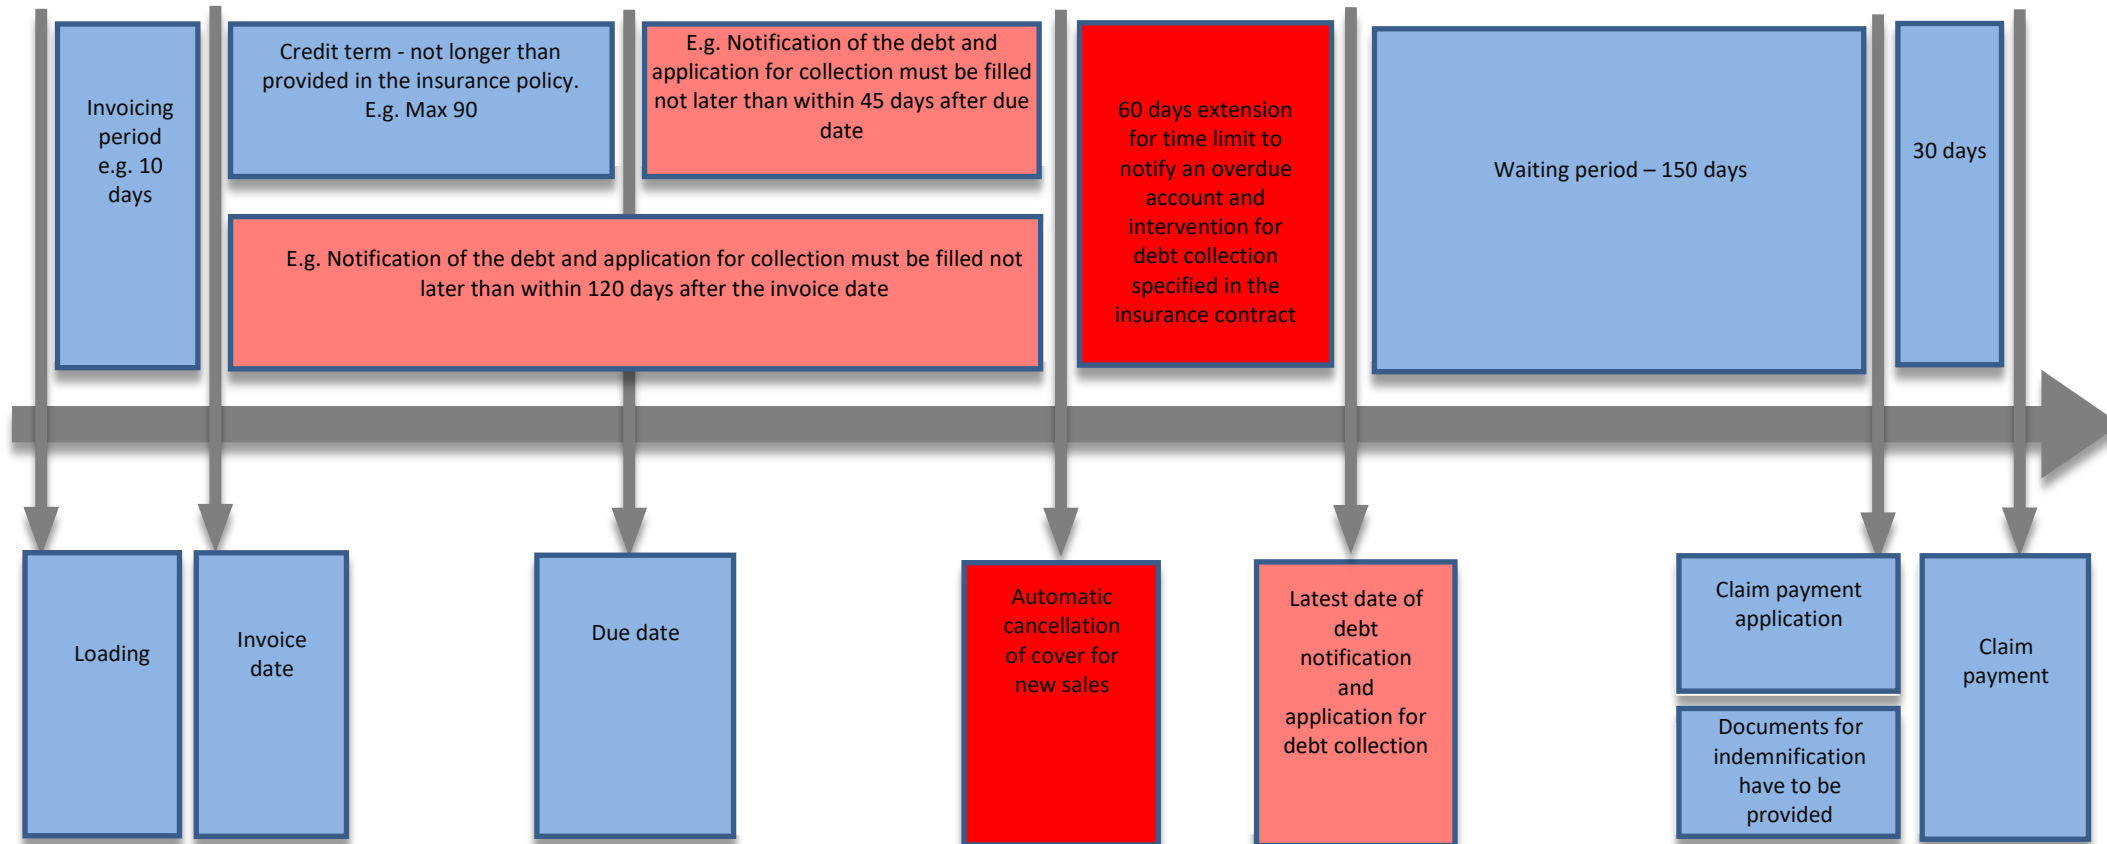 Invoicing
period
e.g. 10
days
Credit term - not longer than
provided in the insurance policy.
E.g. Max 90
E.g. Notification of the debt and
application for collection must be filled
not later than within 45 days after due
date
E.g. Notification of the debt and application for collection must be filled not
later than within 120 days after the invoice date
60 days extension
for time limit to
notify an overdue
account and
intervention for
debt collection
specified in the
insurance contract
Waiting period – 150 days
30 days
Loading
Invoice
date
Due date
Automatic
cancellation
of cover for
new sales
Latest date of
debt
notification
and
application for
debt collection
Claim payment
application
Documents for
indemnification
have to be
provided
Claim
payment